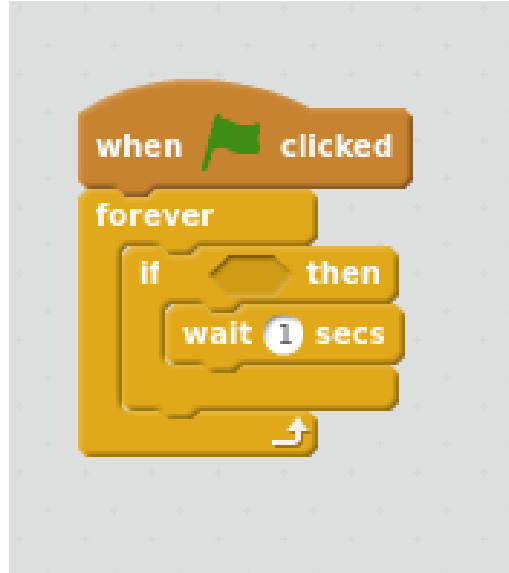 when clicked
forever
if then
wait 1 secs